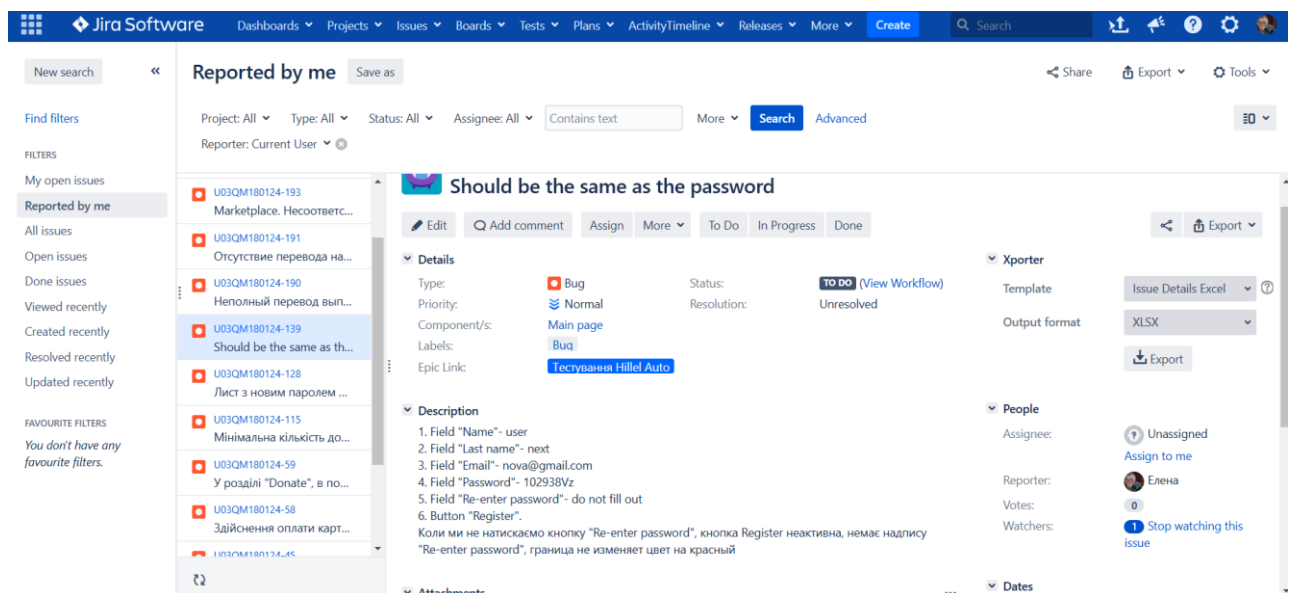 Jira Software Dashboards Projects Issues Boards Tests Plans ActivityTimeline Releases More Create Search
New search «
Reported by me Save as Share Export Tools
Find filters
Project: All Type: All Status: All Assignee: All Contains text More Search Advanced
Reporter: Current User
FILTERS
My open issues
Reported by me
All issues
Open issues
Done issues
Viewed recently
Created recently
Resolved recently
Updated recently
FAVOURITE FILTERS
You don't have any
favourite filters.
U03QM180124-193
Marketplace. Несоответс...
U03QM180124-191
Отсутствие перевода на...
U03QM180124-190
Неполный перевод вып...
U03QM180124-139
Should be the same as th...
U03QM180124-128
Лист з новим паролем ...
U03QM180124-115
Мінімальна кількість до...
U03QM180124-59
У розділі "Donate", в по...
U03QM180124-58
Здійснення оплати карт...
U03QM180124-45
Should be the same as the password
Edit Add comment Assign More To Do In Progress Done Export
Details
Type: Bug Status: TO DO (View Workflow)
Priority: Normal Resolution: Unresolved
Component/s: Main page
Labels: Bug
Epic Link: Тестування Hillel Auto
Description
1. Field "Name"- user
2. Field "Last name"- next
3. Field "Email"- nova@gmail.com
4. Field "Password"- 102938Vz
5. Field "Re-enter password"- do not fill out
6. Button "Register".
Коли ми не натискаємо кнопку "Re-enter password", кнопка Register неактивна, немає надпису
"Re-enter password", граница не изменяет цвет на красный
Attachments
Xporter
Template Issue Details Excel
Output format XLSX
Export
People
Assignee: Unassigned
Assign to me
Reporter: Елена
Votes: 0
Watchers: 1 Stop watching this
issue
Dates